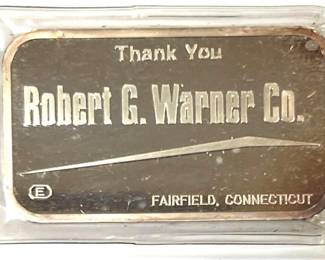 Thank You
Robert G. Warner Co.
E
FAIRFIELD, CONNECTICUT